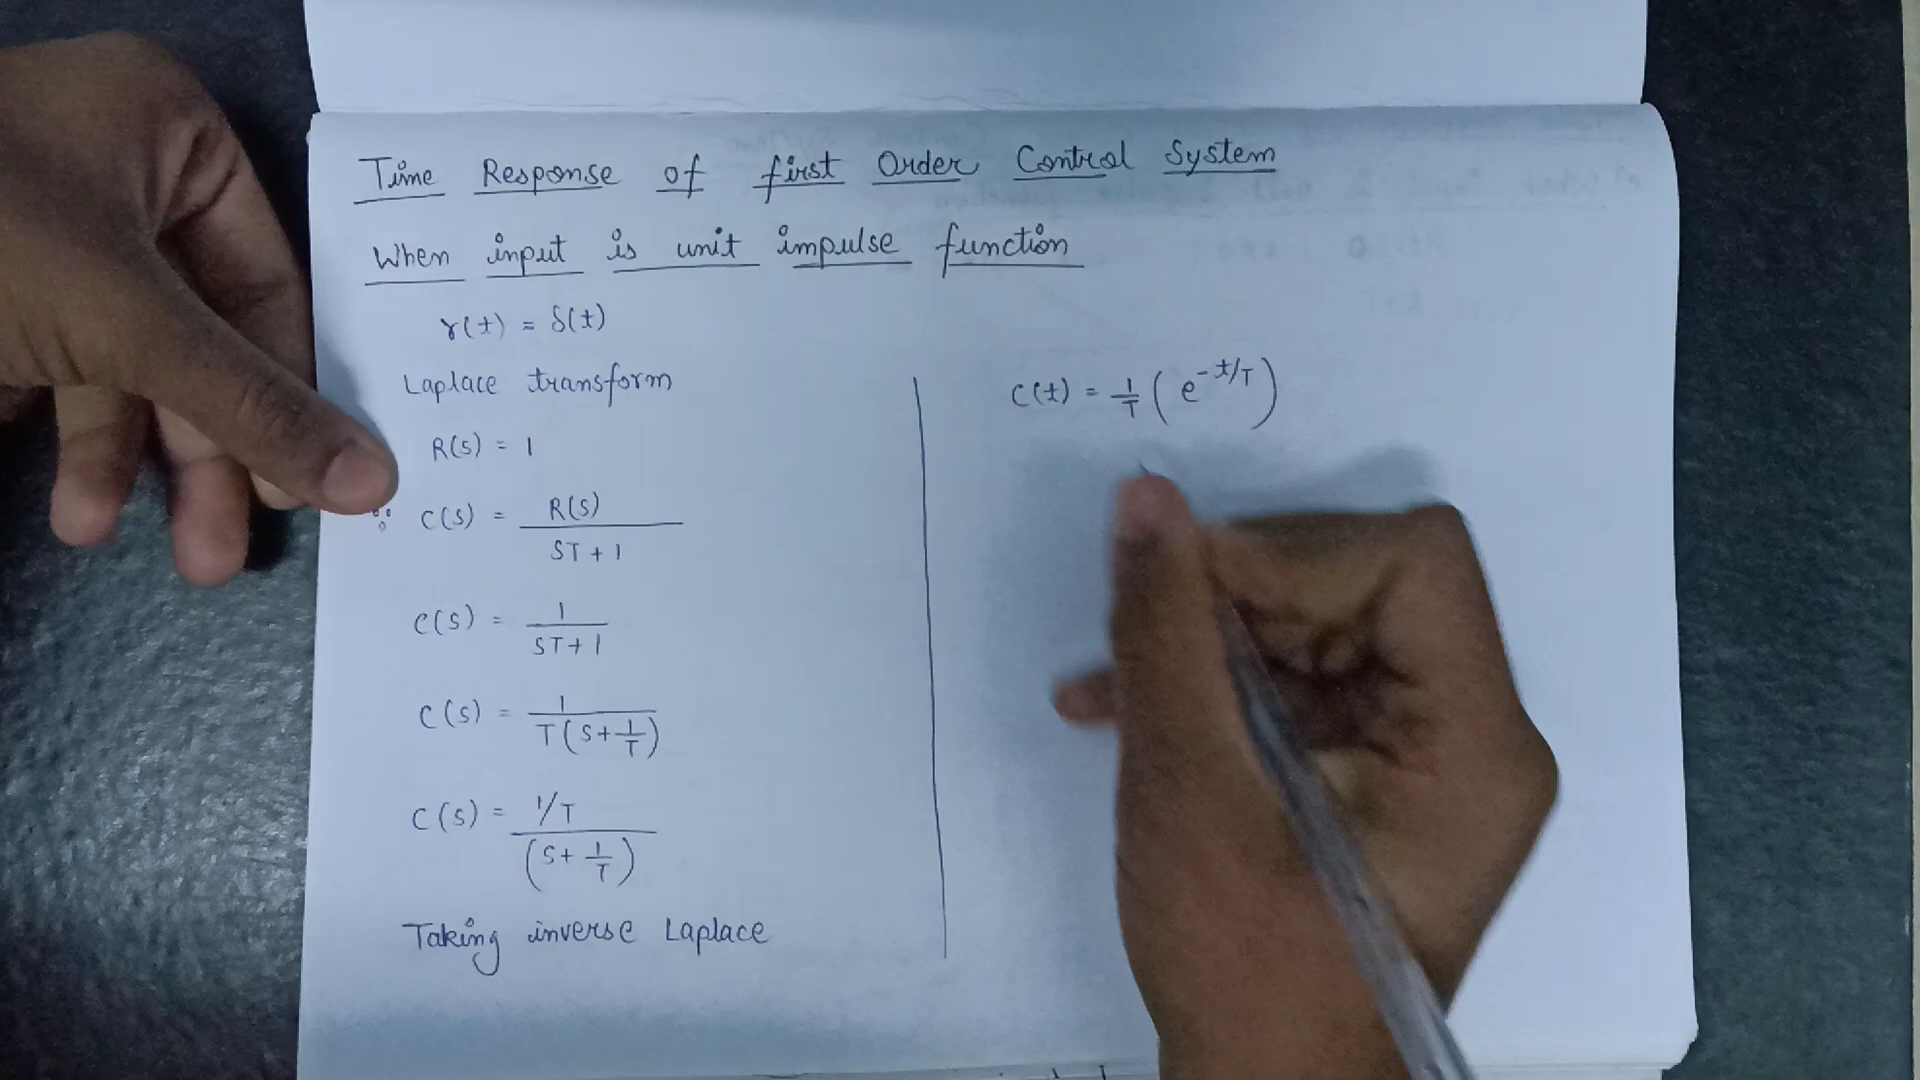 Time Response of first Order Control System
When input is unit impulse function
r(t) = δ(t)
Laplace transform
R(s) = 1
∵ C(s) = R(s) / ST + 1
C(s) = 1 / ST + 1
C(s) = 1 / T(S + 1/T)
C(s) = 1/T / (S + 1/T)
Taking inverse Laplace
C(t) = 1/T (e^-t/T)